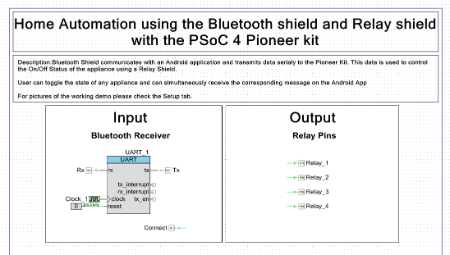 Home Automation using the Bluetooth shield and Relay shield
with the PSoC 4 Pioneer kit
Description:Bluetooth Shield communicates with an Android application and transmits data serialy to the Pioneer Kit. This data is used to control
the On/Off Status of the appliance using a Relay Shield.
User can toggle the state of any appliance and can simultaneously receive the corresponding message on the Android App
For pictures of the working demo please check the Setup tab.
Input
Bluetooth Receiver
UART_1
UART
Rx rx tx Tx
tx_interrupt
rx_interrupt
Clock_1 clock tx_en
0 reset
Connect
Output
Relay Pins
Relay_1
Relay_2
Relay_3
Relay_4